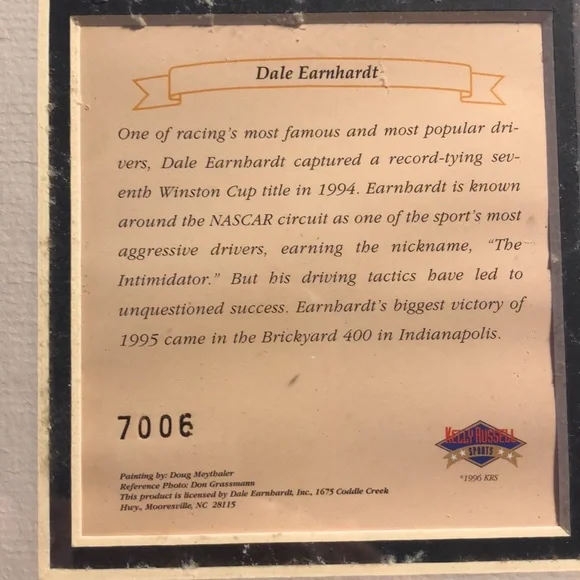 Dale Earnhardt
One of racing's most famous and most popular dri-
vers, Dale Earnhardt captured a record-tying sev-
enth Winston Cup title in 1994. Earnhardt is known
around the NASCAR circuit as one of the sport's most
aggressive drivers, earning the nickname, "The
Intimidator." But his driving tactics have led to
unquestioned success. Earnhardt's biggest victory of
1995 came in the Brickyard 400 in Indianapolis.
7006
KELLY RUSSELL
SPORTS
©1996 KRS
Painting by: Doug Meythaler
Reference Photo: Don Grassmann
This product is licensed by Dale Earnhardt, Inc., 1675 Coddle Creek
Hwy., Mooresville, NC 28115